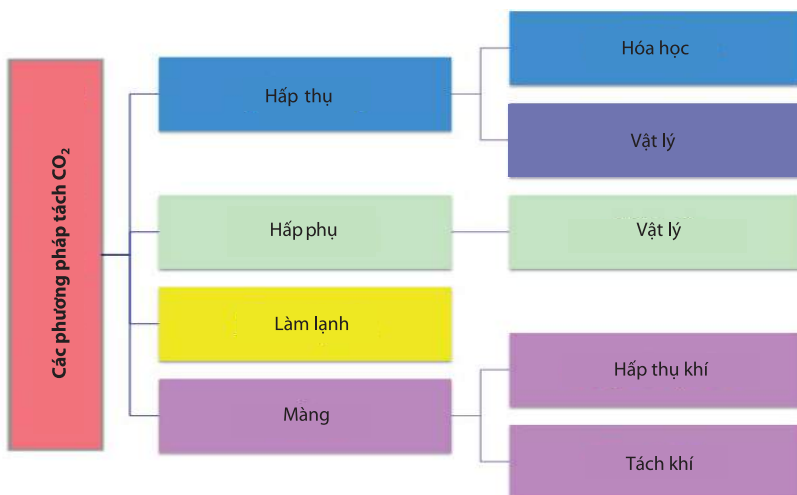 Các phương pháp tách CO₂
Hấp thụ
Hóa học
Vật lý
Hấp phụ
Vật lý
Làm lạnh
Màng
Hấp thụ khí
Tách khí